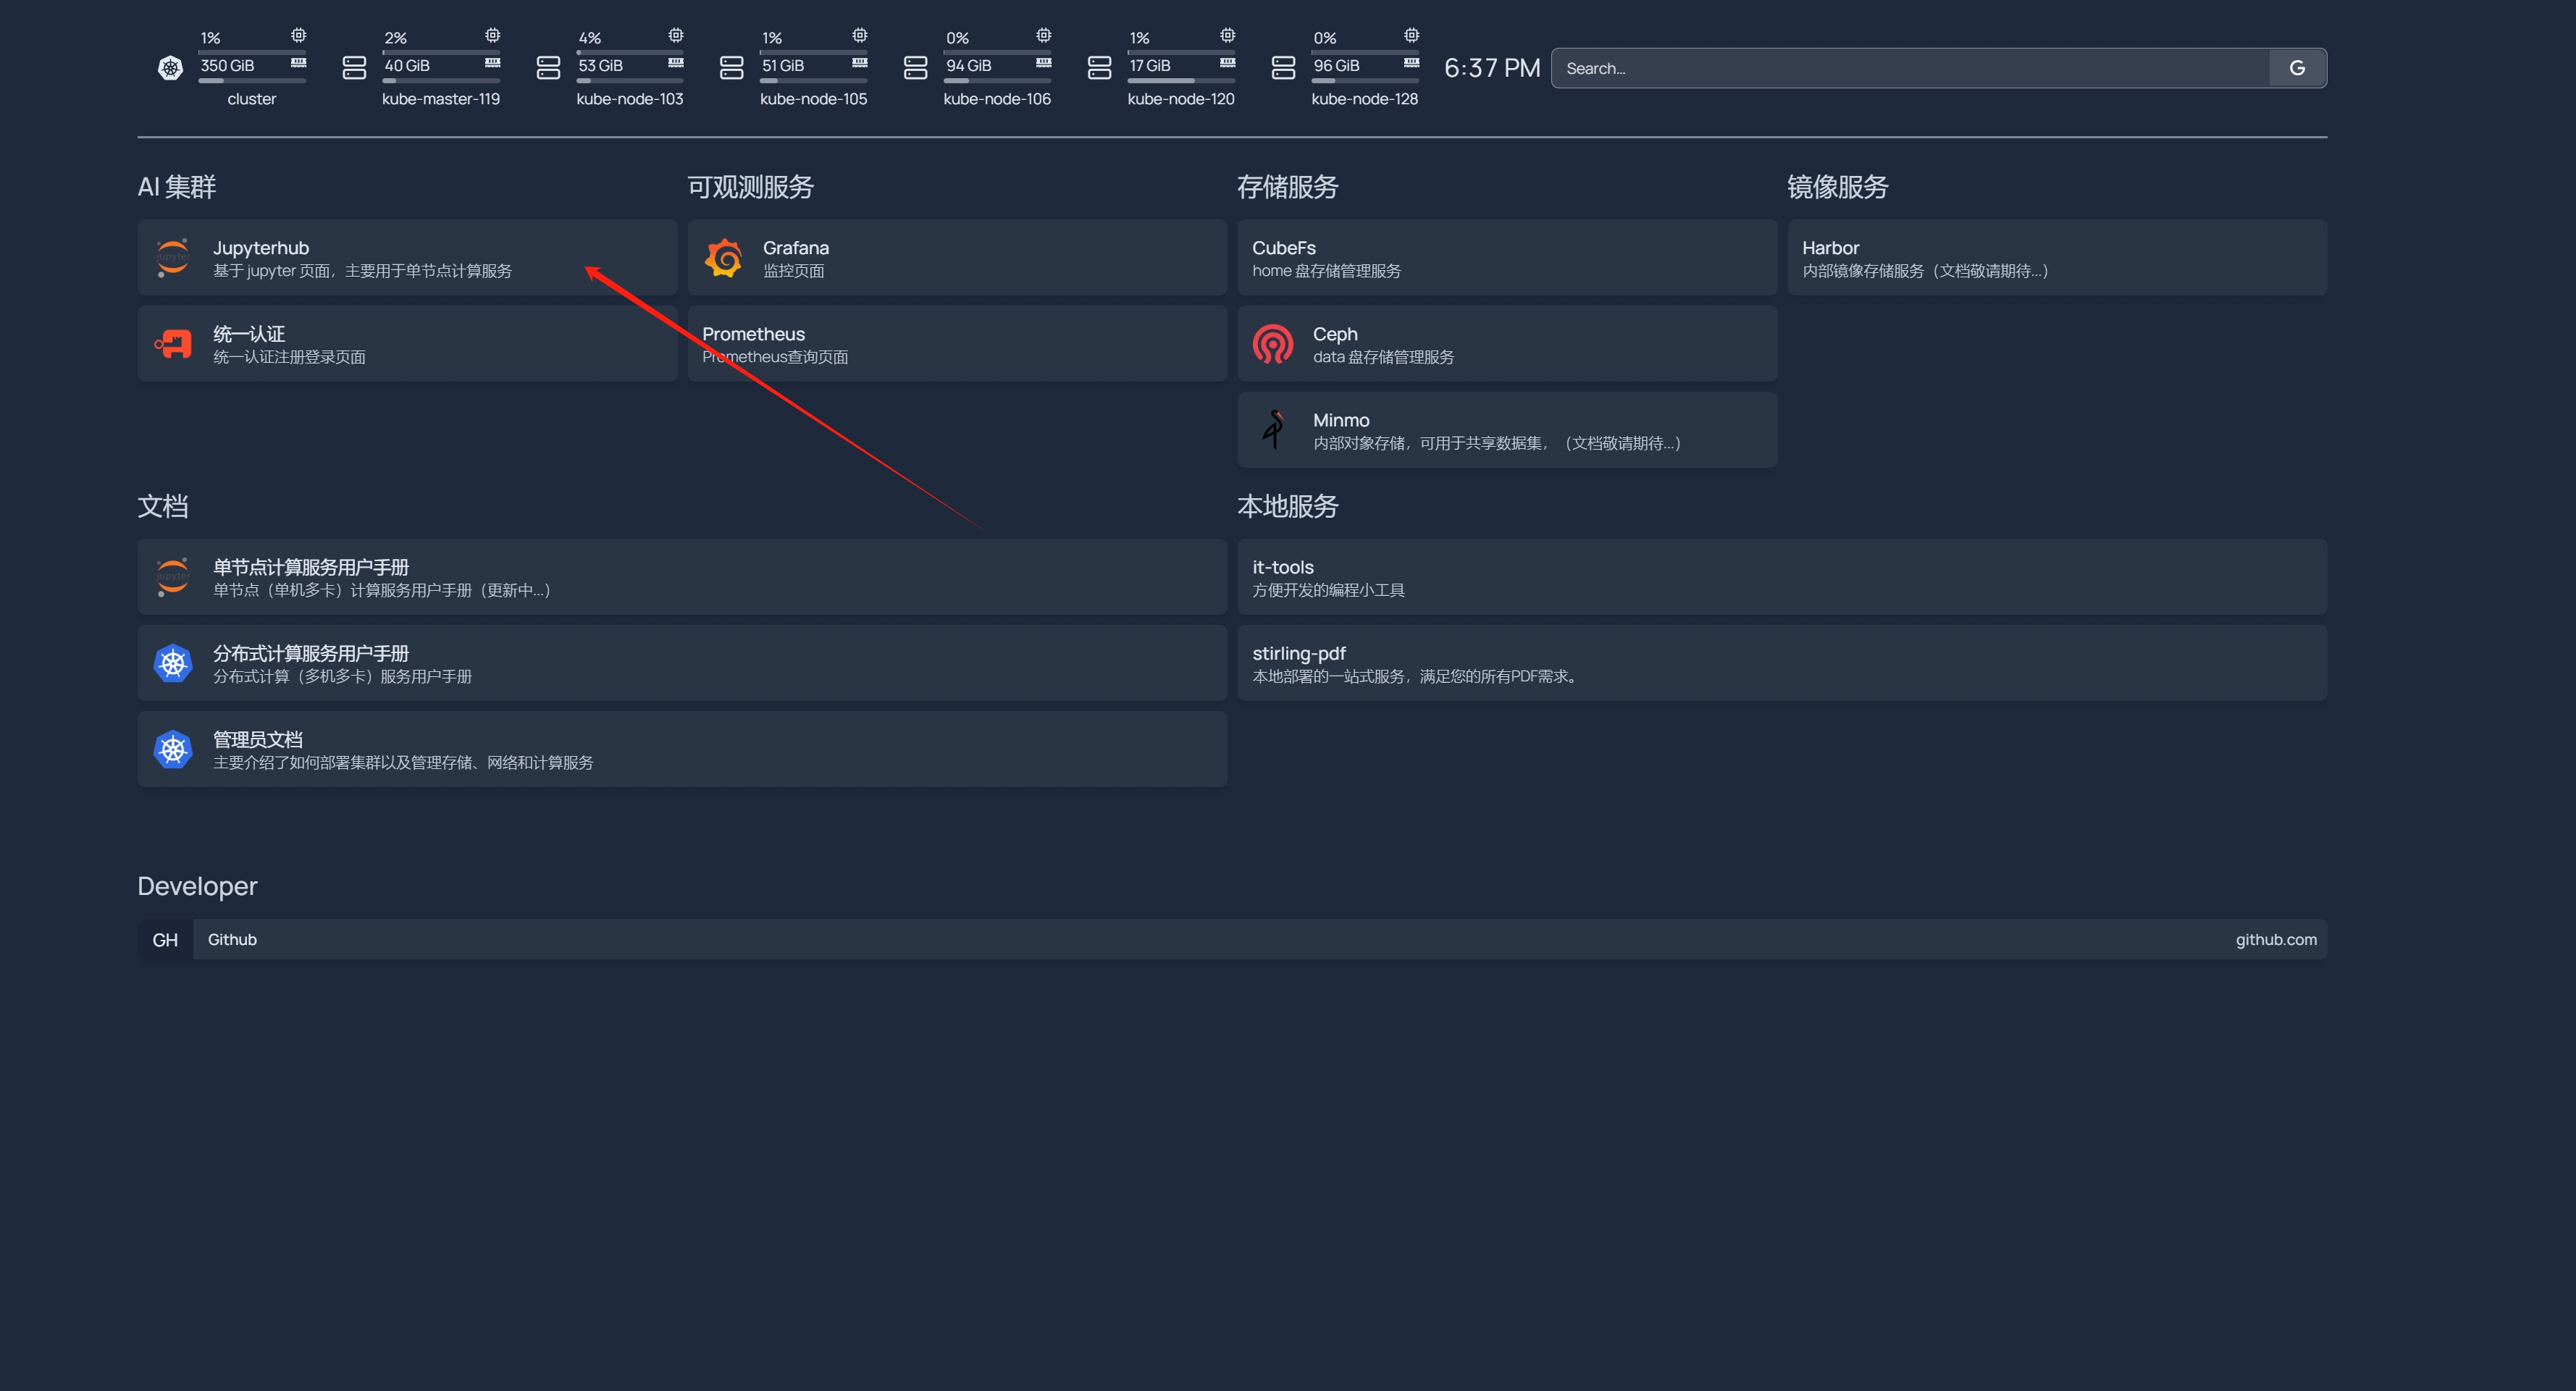 1%
350 GiB
cluster
2%
40 GiB
kube-master-119
4%
53 GiB
kube-node-103
1%
51 GiB
kube-node-105
0%
94 GiB
kube-node-106
1%
17 GiB
kube-node-120
0%
96 GiB
kube-node-128
6:37 PM
Search...
G
AI 集群
Jupyterhub
基于 jupyter 页面，主要用于单节点计算服务
统一认证
统一认证注册登录页面
可观测服务
Grafana
监控页面
Prometheus
Prometheus查询页面
存储服务
CubeFs
home 盘存储管理服务
Ceph
data 盘存储管理服务
Minmo
内部对象存储，可用于共享数据集，（文档敬请期待...）
镜像服务
Harbor
内部镜像存储服务（文档敬请期待...）
文档
jupyter
单节点计算服务用户手册
单节点（单机多卡）计算服务用户手册（更新中...）
分布式计算服务用户手册
分布式计算（多机多卡）服务用户手册
管理员文档
主要介绍了如何部署集群以及管理存储、网络和计算服务
本地服务
it-tools
方便开发的编程小工具
stirling-pdf
本地部署的一站式服务，满足您的所有PDF需求。
Developer
GH
Github
github.com